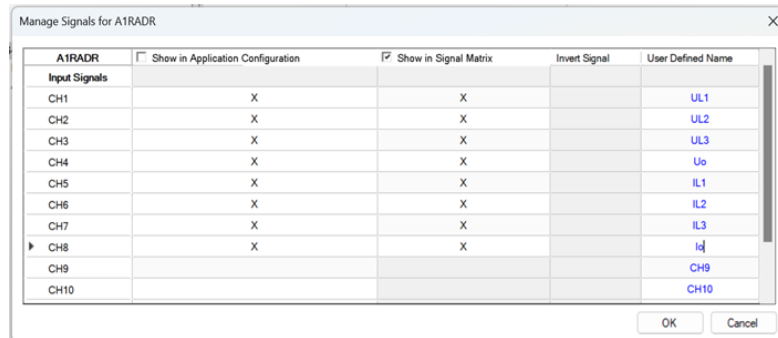 Manage Signals for A1RADR X
A1RADR Show in Application Configuration Show in Signal Matrix Invert Signal User Defined Name
Input Signals
CH1 X X UL1
CH2 X X UL2
CH3 X X UL3
CH4 X X Uo
CH5 X X IL1
CH6 X X IL2
CH7 X X IL3
CH8 X X Io
CH9 CH9
CH10 CH10
OK Cancel